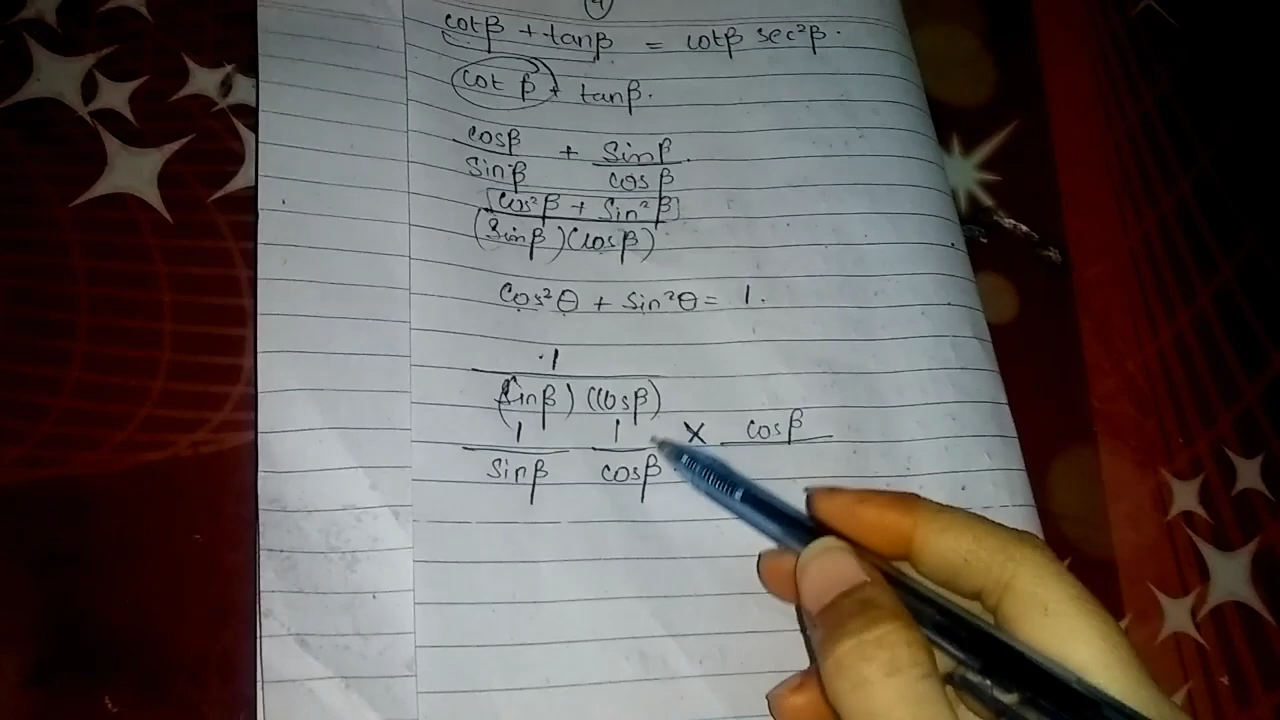 4
cotβ + tanβ = cotβ sec²β.
cot β + tanβ.
cosβ/Sinβ + Sinβ/cosβ
[cos²β + Sin²β]
(Sinβ)(cosβ)
Cos²θ + Sin²θ = 1.
1
(Sinβ)(cosβ)
1/Sinβ 1/cosβ × cosβ